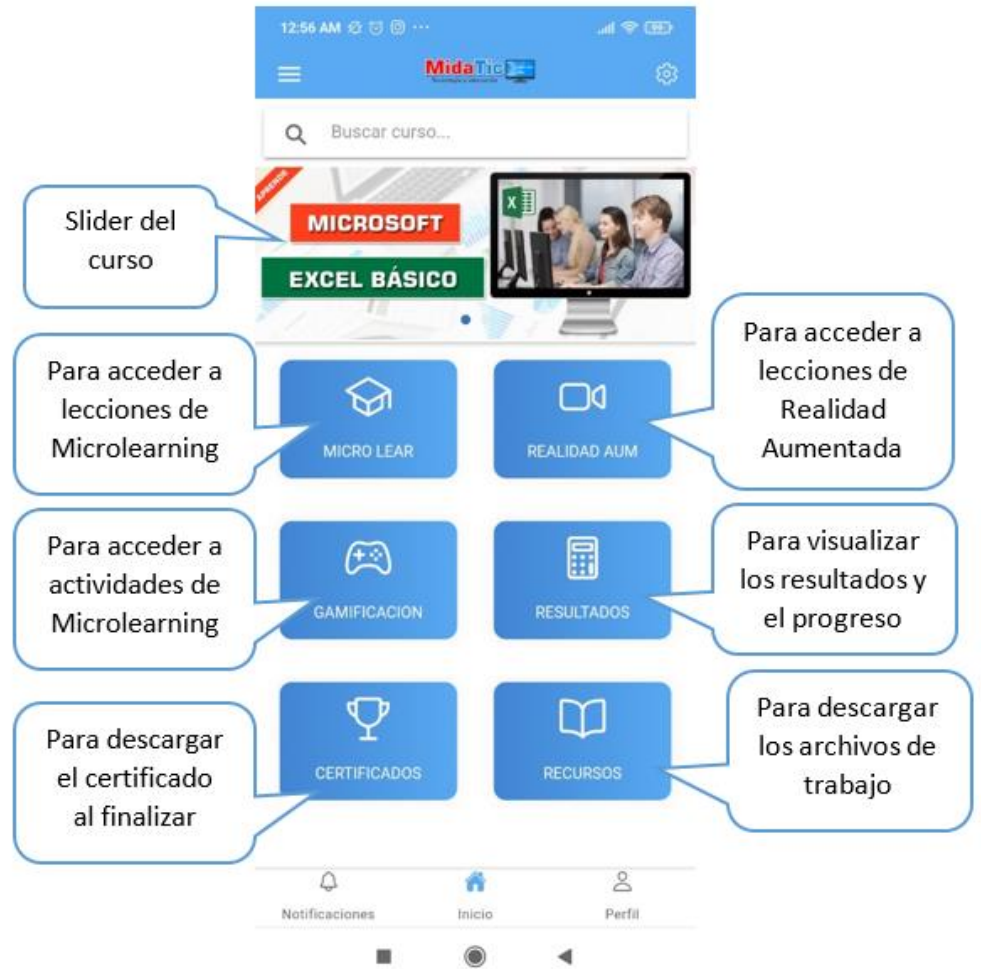 12:56 AM
MidaTic
Buscar curso...
APRENDE
MICROSOFT
EXCEL BÁSICO
Slider del
curso
Para acceder a
lecciones de
Microlearning
Para acceder a
lecciones de
Realidad
Aumentada
MICRO LEAR
REALIDAD AUM
Para acceder a
actividades de
Microlearning
Para visualizar
los resultados y
el progreso
GAMIFICACION
RESULTADOS
Para descargar
el certificado
al finalizar
Para descargar
los archivos de
trabajo
CERTIFICADOS
RECURSOS
Notificaciones
Inicio
Perfil